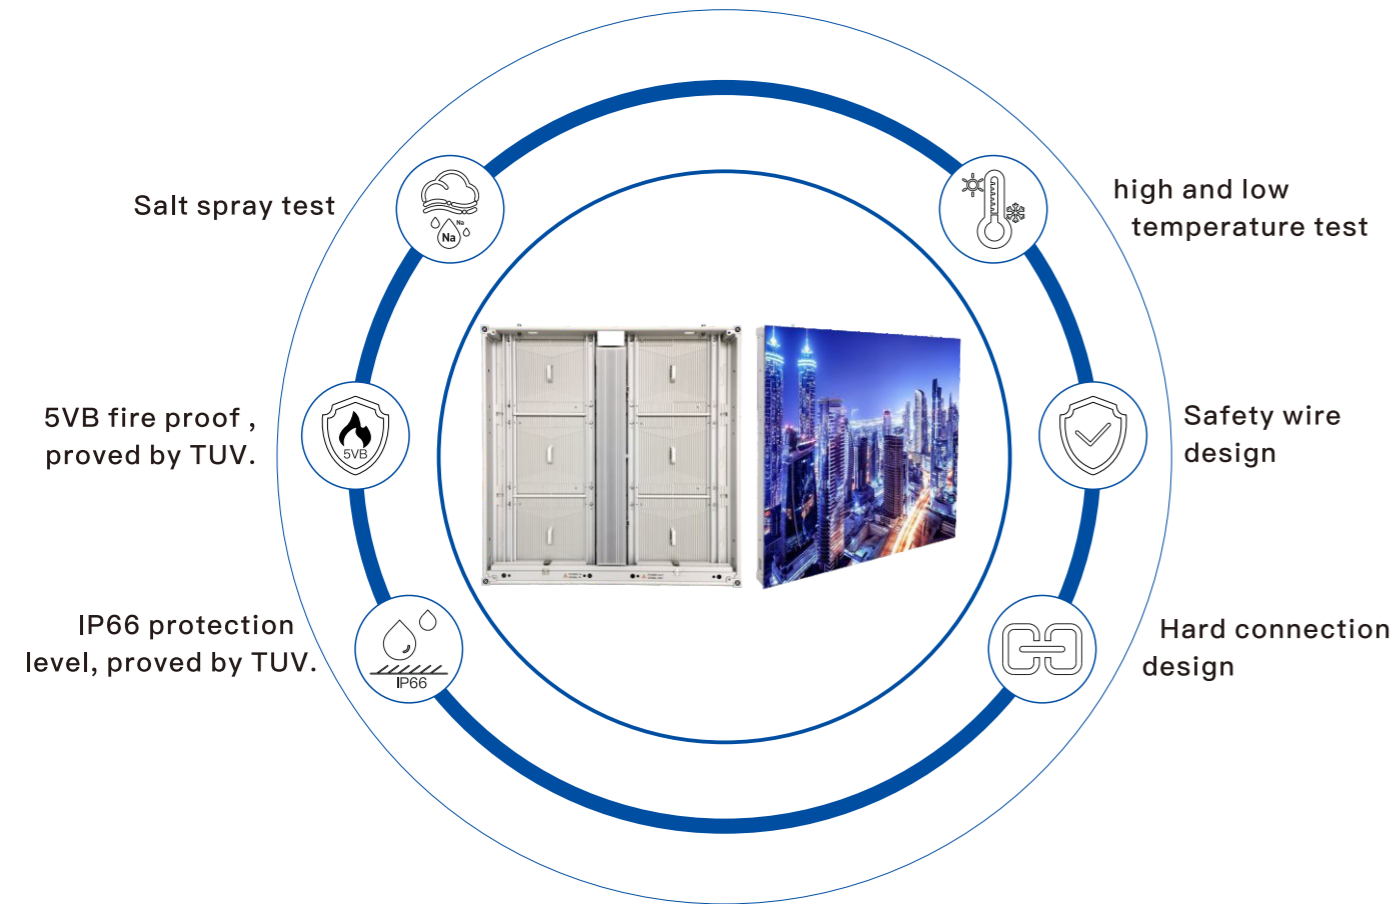 Salt spray test
Na
Na
high and low
temperature test
5VB fire proof ,
proved by TUV.
5VB
Safety wire
design
IP66 protection
level, proved by TUV.
IP66
Hard connection
design